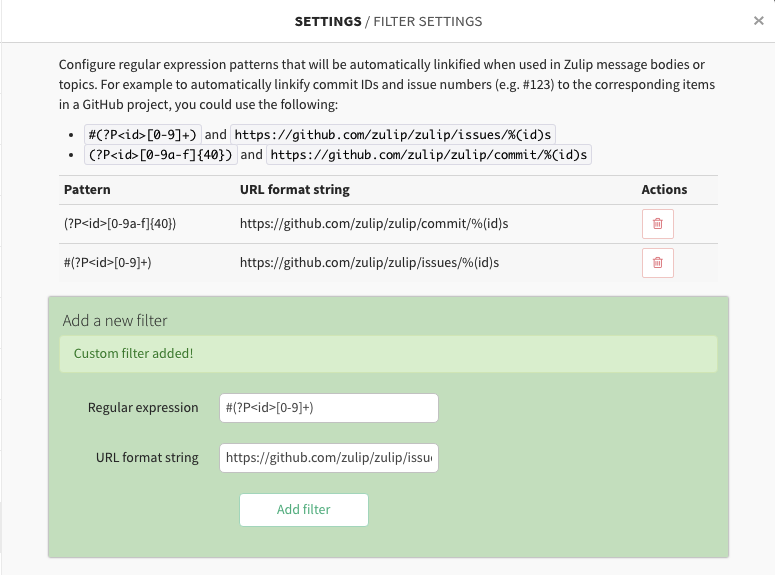 SETTINGS / FILTER SETTINGS ×
Configure regular expression patterns that will be automatically linkified when used in Zulip message bodies or
topics. For example to automatically linkify commit IDs and issue numbers (e.g. #123) to the corresponding items
in a GitHub project, you could use the following:
• #(?P<id>[0-9]+) and https://github.com/zulip/zulip/issues/%(id)s
• (?P<id>[0-9a-f]{40}) and https://github.com/zulip/zulip/commit/%(id)s
Pattern URL format string Actions
(?P<id>[0-9a-f]{40}) https://github.com/zulip/zulip/commit/%(id)s
#(?P<id>[0-9]+) https://github.com/zulip/zulip/issues/%(id)s
Add a new filter
Custom filter added!
Regular expression #(?P<id>[0-9]+)
URL format string https://github.com/zulip/zulip/issu
Add filter